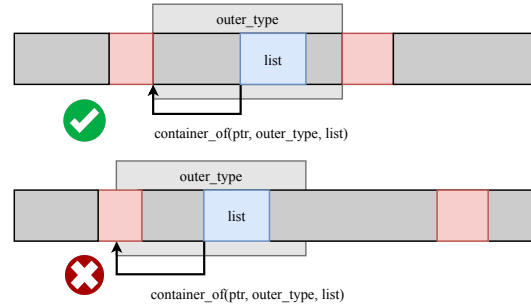 outer_type
list
container_of(ptr, outer_type, list)
outer_type
list
container_of(ptr, outer_type, list)